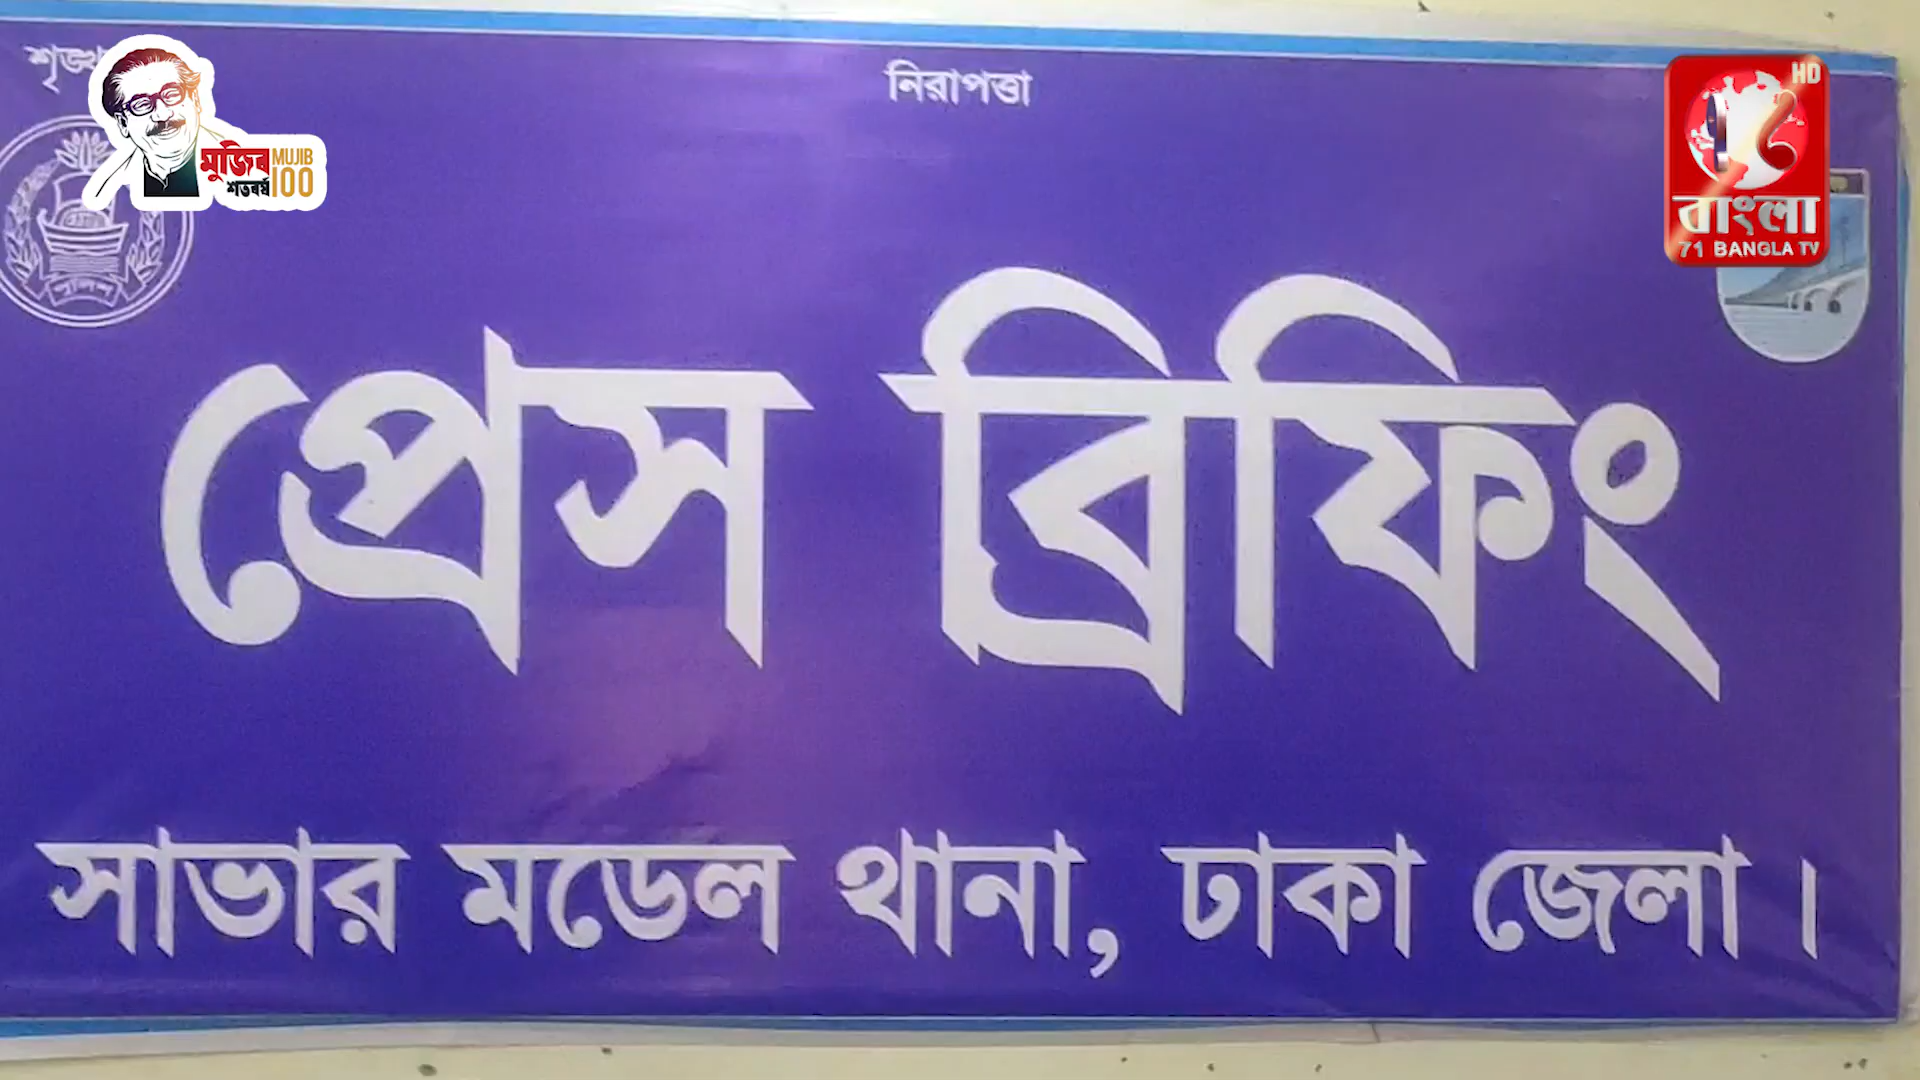 নিরাপত্তা
মুজিব MUJIB
শতবর্ষ 100
HD
বাংলা
71 BANGLA TV
পুলিশ
প্রেস ব্রিফিং
সাভার মডেল থানা, ঢাকা জেলা ।